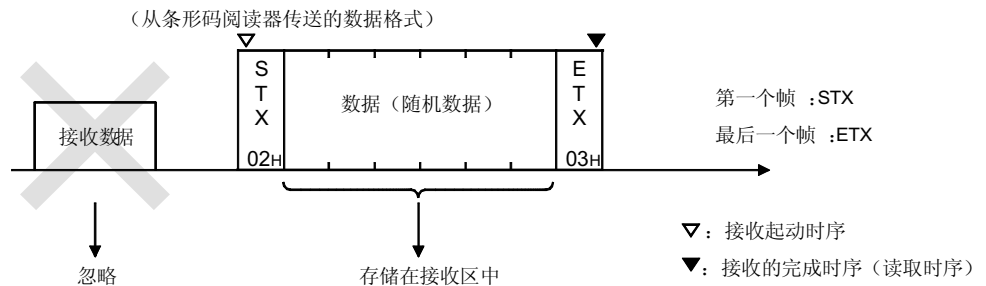 （从条形码阅读器传送的数据格式）
STX
02H
数据（随机数据）
ETX
03H
接收数据
第一个帧 :STX
最后一个帧 :ETX
忽略
存储在接收区中
▽：接收起动时序
▼：接收的完成时序（读取时序）